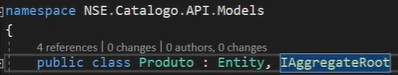 namespace NSE.Catalogo.API.Models
{
4 references | 0 changes | 0 authors, 0 changes
public class Produto : Entity, IAggregateRoot